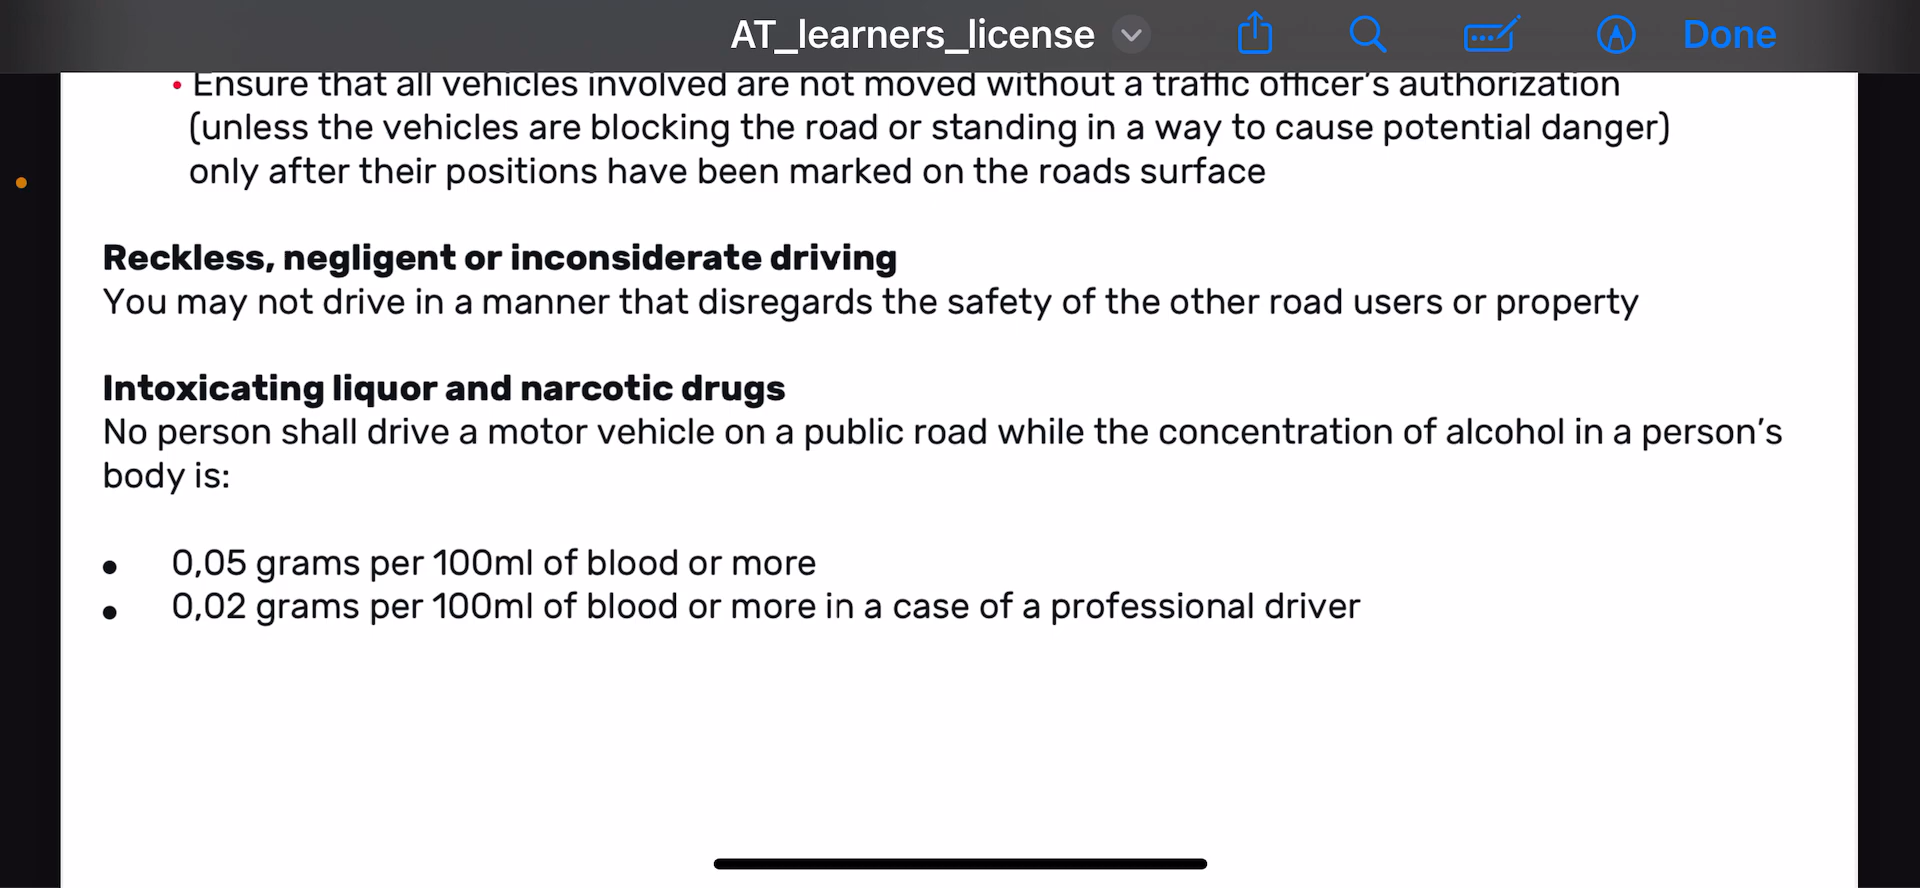 AT_learners_license
Done
• Ensure that all vehicles involved are not moved without a traffic officer's authorization
(unless the vehicles are blocking the road or standing in a way to cause potential danger)
only after their positions have been marked on the roads surface
Reckless, negligent or inconsiderate driving
You may not drive in a manner that disregards the safety of the other road users or property
Intoxicating liquor and narcotic drugs
No person shall drive a motor vehicle on a public road while the concentration of alcohol in a person's
body is:
• 0,05 grams per 100ml of blood or more
• 0,02 grams per 100ml of blood or more in a case of a professional driver